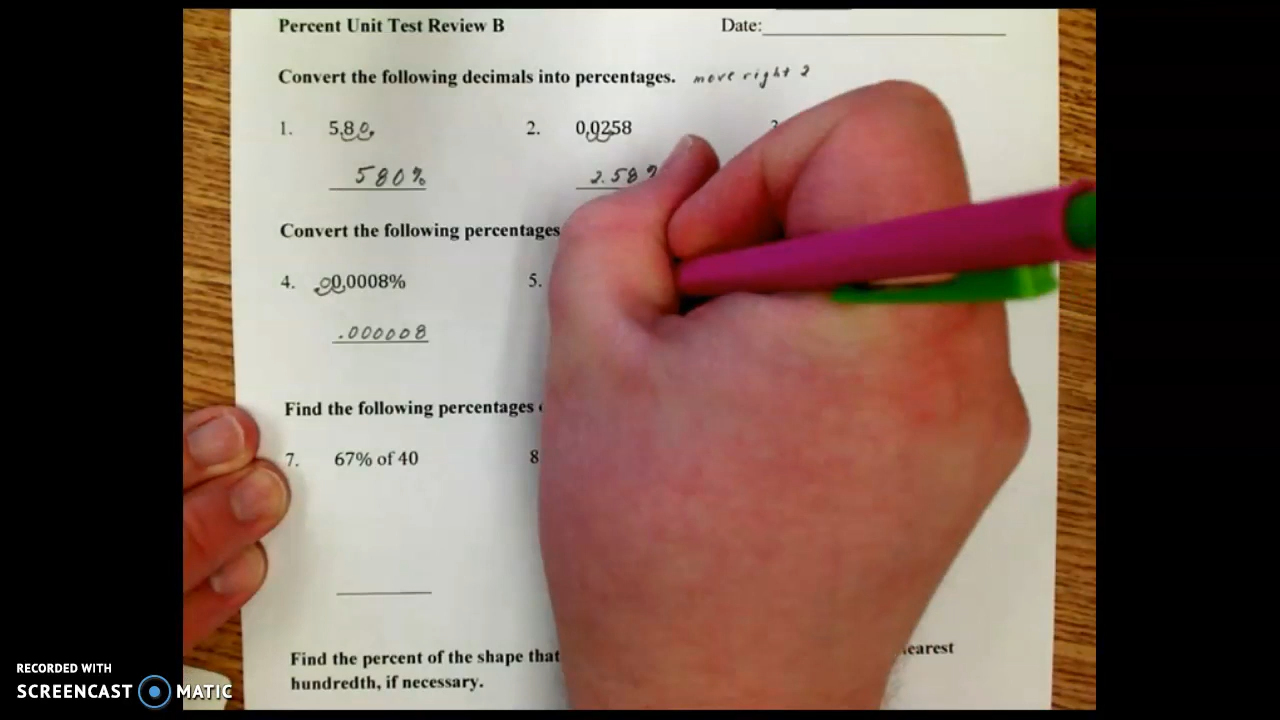 Percent Unit Test Review B Date:
Convert the following decimals into percentages. move right 2
1. 5.80. 2. 0.0258
580% 2.58%
Convert the following percentages
4. 00.0008% 5.
.000008
Find the following percentages
7. 67% of 40 8
Find the percent of the shape that
hundredth, if necessary.
RECORDED WITH
SCREENCAST MATIC